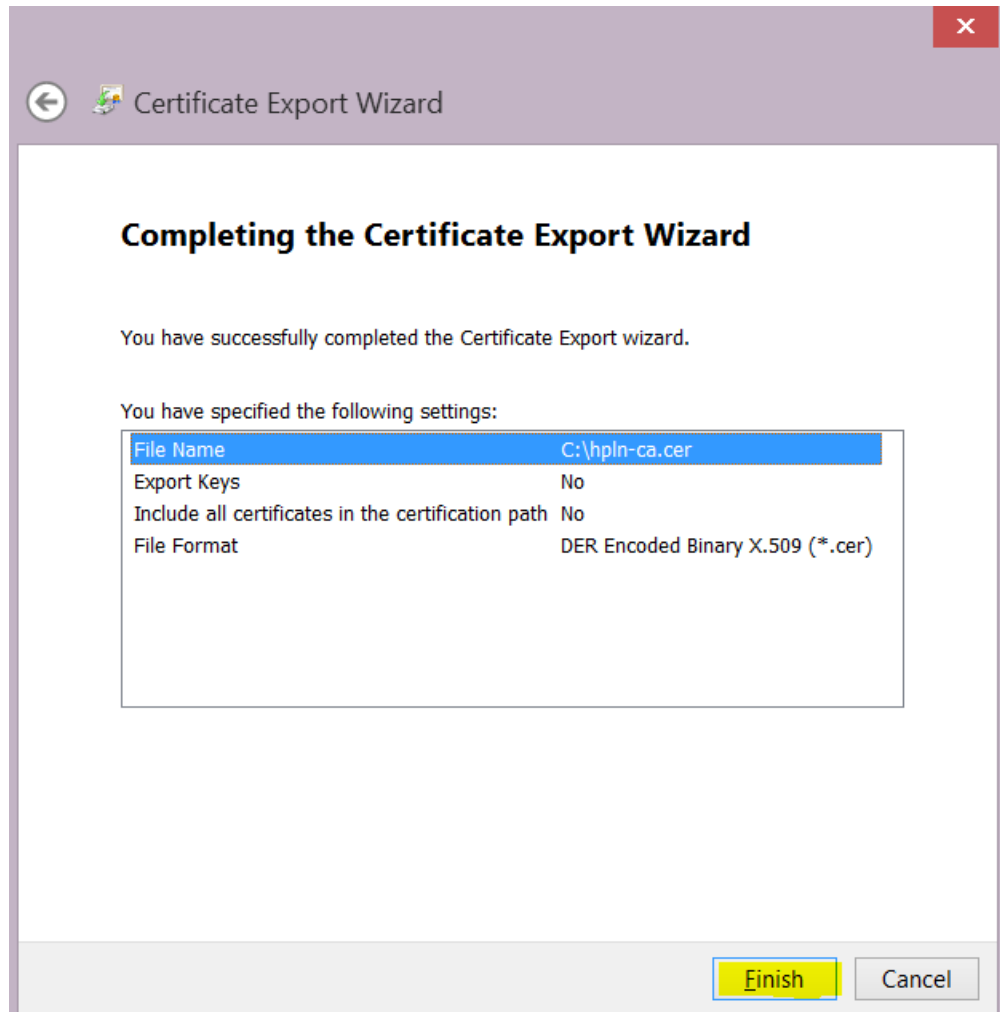 Certificate Export Wizard
Completing the Certificate Export Wizard
You have successfully completed the Certificate Export wizard.
You have specified the following settings:
File Name C:\hpln-ca.cer
Export Keys No
Include all certificates in the certification path No
File Format DER Encoded Binary X.509 (*.cer)
Finish Cancel